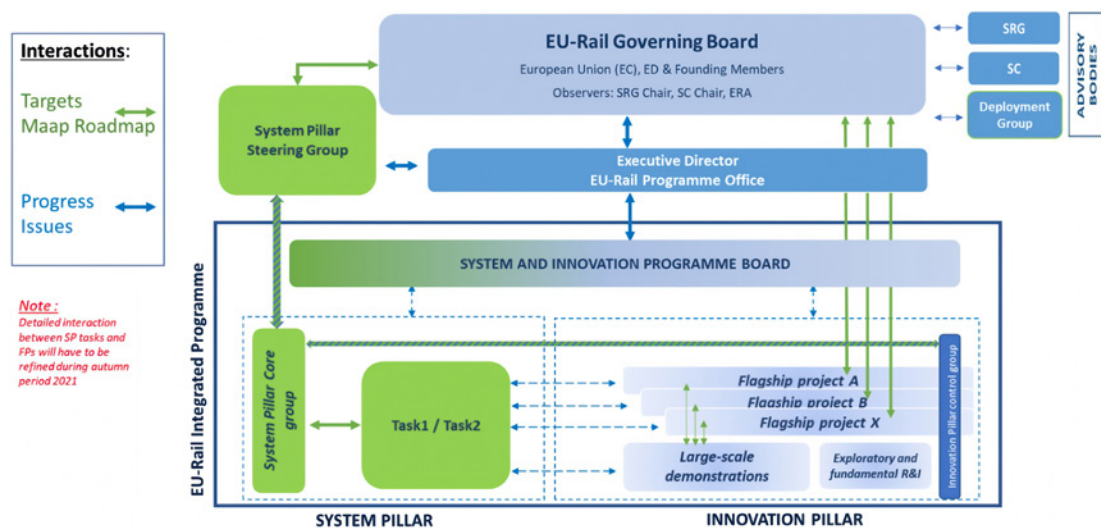 Interactions:
Targets
Maap Roadmap
Progress
Issues
Note :
Detailed interaction
between SP tasks and
FPs will have to be
refined during autumn
period 2021
EU-Rail Governing Board
European Union (EC), ED & Founding Members
Observers: SRG Chair, SC Chair, ERA
SRG
SC
Deployment
Group
ADVISORY
BODIES
System Pillar
Steering Group
Executive Director
EU-Rail Programme Office
EU-Rail Integrated Programme
SYSTEM AND INNOVATION PROGRAMME BOARD
System Pillar Core
group
Task1 / Task2
Flagship project A
Flagship project B
Flagship project X
Large-scale
demonstrations
Exploratory and
fundamental R&I
Innovation Pillar control group
SYSTEM PILLAR
INNOVATION PILLAR